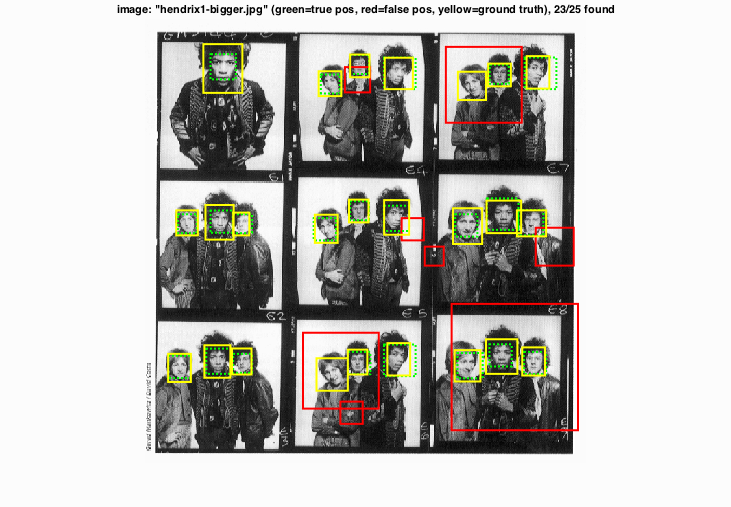 image: "hendrix1-bigger.jpg" (green=true pos, red=false pos, yellow=ground truth), 23/25 found
E4
E7
E2
E5
E8